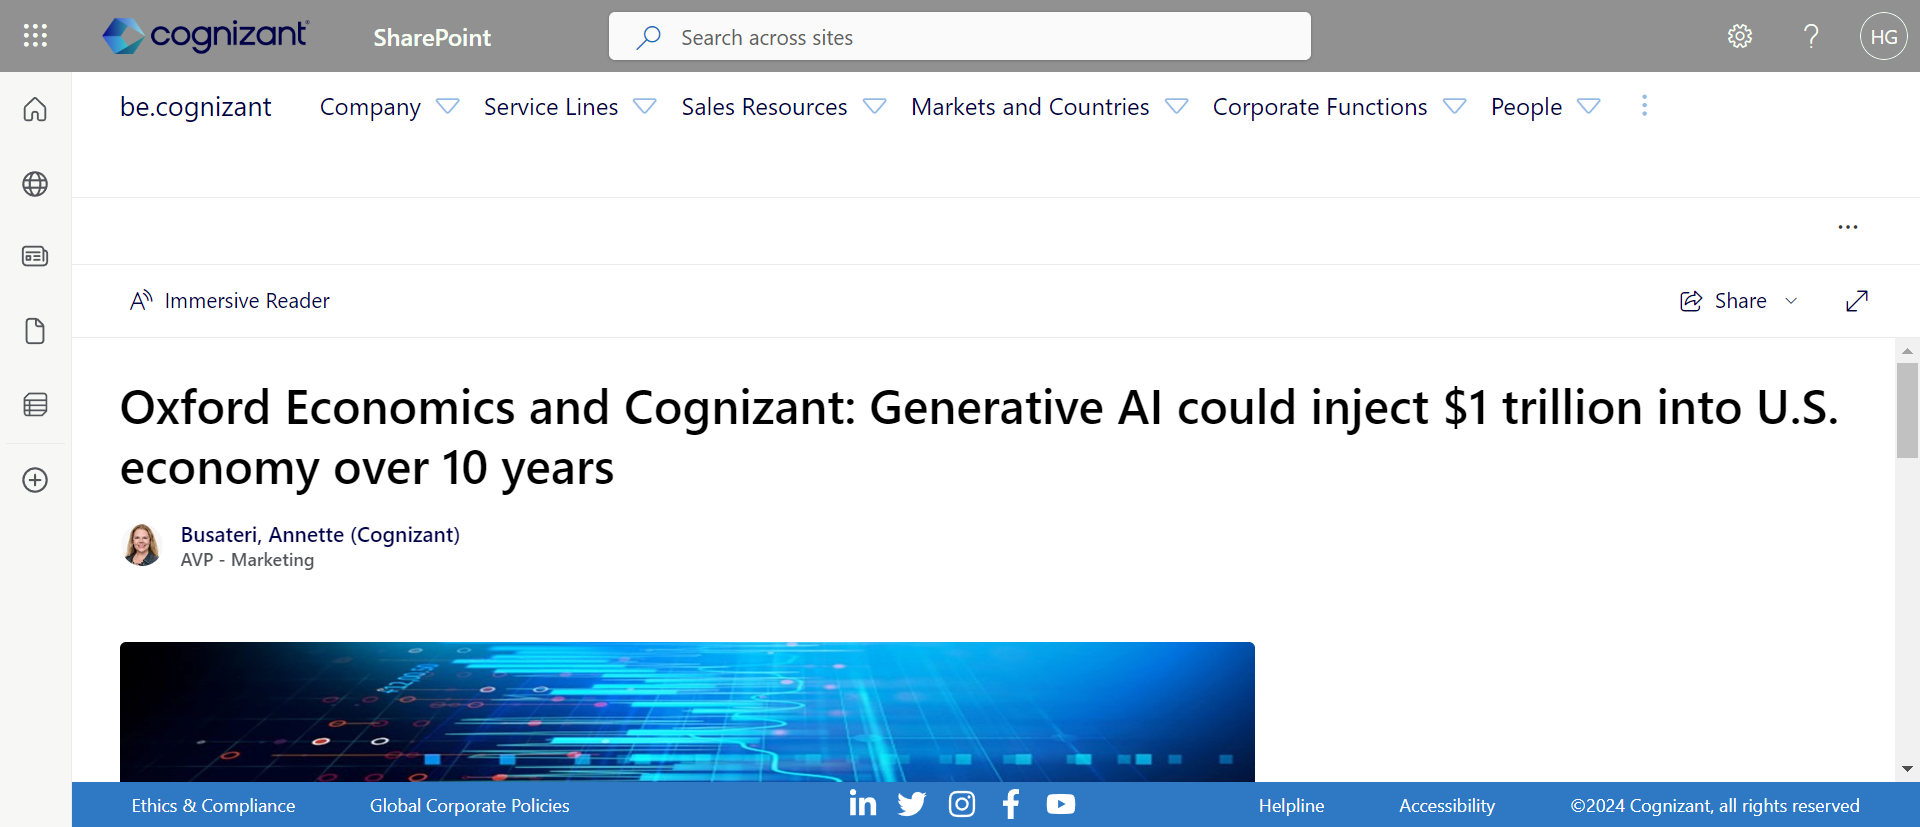 cognizant
SharePoint
Search across sites
HG
be.cognizant
Company
Service Lines
Sales Resources
Markets and Countries
Corporate Functions
People
Immersive Reader
Share
Oxford Economics and Cognizant: Generative AI could inject $1 trillion into U.S.
economy over 10 years
Busateri, Annette (Cognizant)
AVP - Marketing
Ethics & Compliance
Global Corporate Policies
Helpline
Accessibility
©2024 Cognizant, all rights reserved